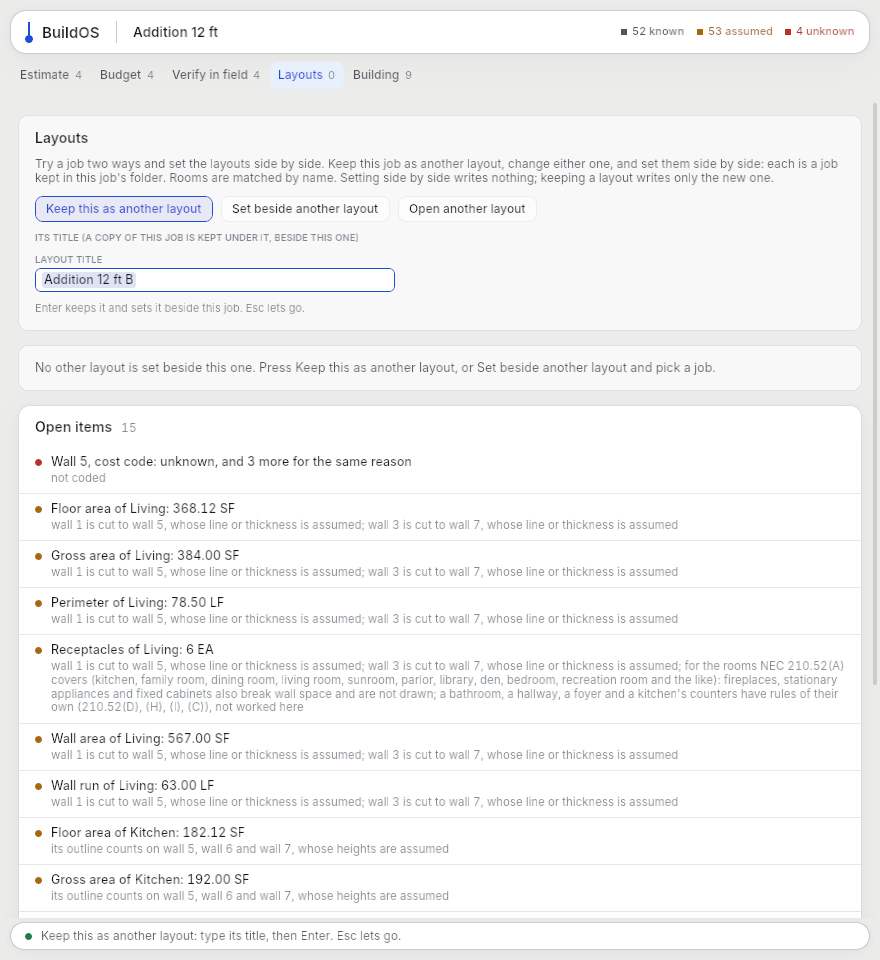 BuildOS
Addition 12 ft
52 known
53 assumed
4 unknown
Estimate 4
Budget 4
Verify in field 4
Layouts 0
Building 9
Layouts
Try a job two ways and set the layouts side by side. Keep this job as another layout, change either one, and set them side by side: each is a job
kept in this job's folder. Rooms are matched by name. Setting side by side writes nothing; keeping a layout writes only the new one.
Keep this as another layout
Set beside another layout
Open another layout
ITS TITLE (A COPY OF THIS JOB IS KEPT UNDER IT, BESIDE THIS ONE)
LAYOUT TITLE
Addition 12 ft B
Enter keeps it and sets it beside this job. Esc lets go.
No other layout is set beside this one. Press Keep this as another layout, or Set beside another layout and pick a job.
Open items 15
Wall 5, cost code: unknown, and 3 more for the same reason
not coded
Floor area of Living: 368.12 SF
wall 1 is cut to wall 5, whose line or thickness is assumed; wall 3 is cut to wall 7, whose line or thickness is assumed
Gross area of Living: 384.00 SF
wall 1 is cut to wall 5, whose line or thickness is assumed; wall 3 is cut to wall 7, whose line or thickness is assumed
Perimeter of Living: 78.50 LF
wall 1 is cut to wall 5, whose line or thickness is assumed; wall 3 is cut to wall 7, whose line or thickness is assumed
Receptacles of Living: 6 EA
wall 1 is cut to wall 5, whose line or thickness is assumed; wall 3 is cut to wall 7, whose line or thickness is assumed; for the rooms NEC 210.52(A)
covers (kitchen, family room, dining room, living room, sunroom, parlor, library, den, bedroom, recreation room and the like): fireplaces, stationary
appliances and fixed cabinets also break wall space and are not drawn; a bathroom, a hallway, a foyer and a kitchen's counters have rules of their
own (210.52(D), (H), (I), (C)), not worked here
Wall area of Living: 567.00 SF
wall 1 is cut to wall 5, whose line or thickness is assumed; wall 3 is cut to wall 7, whose line or thickness is assumed
Wall run of Living: 63.00 LF
wall 1 is cut to wall 5, whose line or thickness is assumed; wall 3 is cut to wall 7, whose line or thickness is assumed
Floor area of Kitchen: 182.12 SF
its outline counts on wall 5, wall 6 and wall 7, whose heights are assumed
Gross area of Kitchen: 192.00 SF
its outline counts on wall 5, wall 6 and wall 7, whose heights are assumed
Keep this as another layout: type its title, then Enter. Esc lets go.